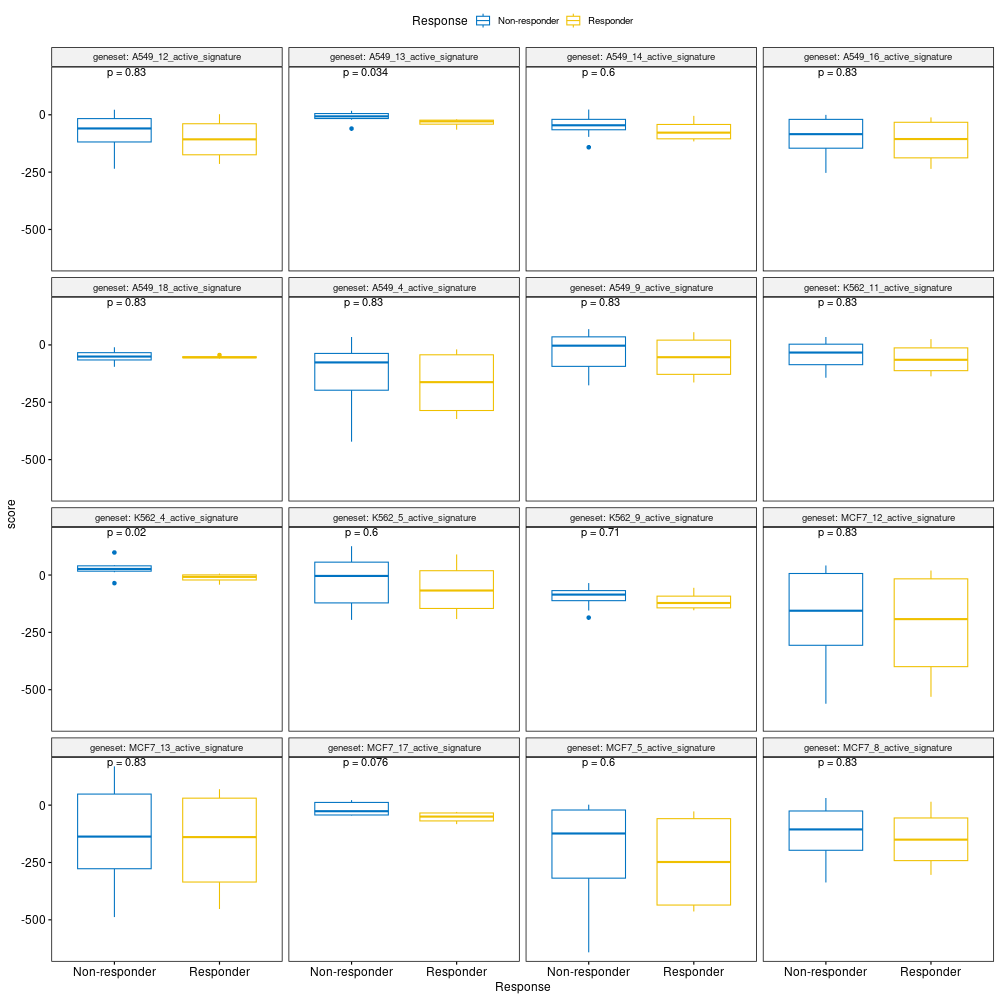 Response Non-responder Responder
geneset: A549_12_active_signature geneset: A549_13_active_signature geneset: A549_14_active_signature geneset: A549_16_active_signature
p = 0.83 p = 0.034 p = 0.6 p = 0.83
0
-250
-500
geneset: A549_18_active_signature geneset: A549_4_active_signature geneset: A549_9_active_signature geneset: K562_11_active_signature
p = 0.83 p = 0.83 p = 0.83 p = 0.83
0
-250
-500
score
geneset: K562_4_active_signature geneset: K562_5_active_signature geneset: K562_9_active_signature geneset: MCF7_12_active_signature
p = 0.02 p = 0.6 p = 0.71 p = 0.83
0
-250
-500
geneset: MCF7_13_active_signature geneset: MCF7_17_active_signature geneset: MCF7_5_active_signature geneset: MCF7_8_active_signature
p = 0.83 p = 0.076 p = 0.6 p = 0.83
0
-250
-500
Non-responder Responder Non-responder Responder Non-responder Responder Non-responder Responder
Response